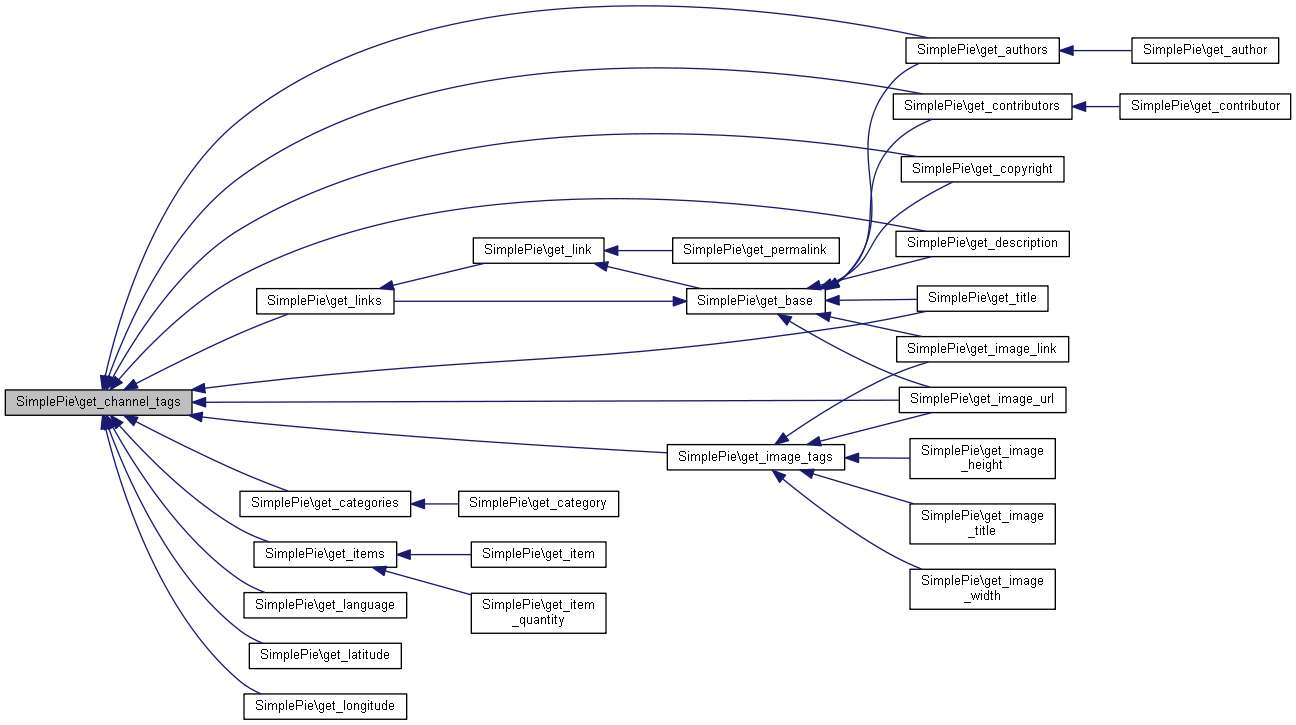 SimplePie\get_authors
SimplePie\get_author
SimplePie\get_contributors
SimplePie\get_contributor
SimplePie\get_copyright
SimplePie\get_description
SimplePie\get_link
SimplePie\get_permalink
SimplePie\get_links
SimplePie\get_base
SimplePie\get_title
SimplePie\get_image_link
SimplePie\get_channel_tags
SimplePie\get_image_url
SimplePie\get_image_tags
SimplePie\get_image
_height
SimplePie\get_categories
SimplePie\get_category
SimplePie\get_image
_title
SimplePie\get_items
SimplePie\get_item
SimplePie\get_image
_width
SimplePie\get_language
SimplePie\get_item
_quantity
SimplePie\get_latitude
SimplePie\get_longitude